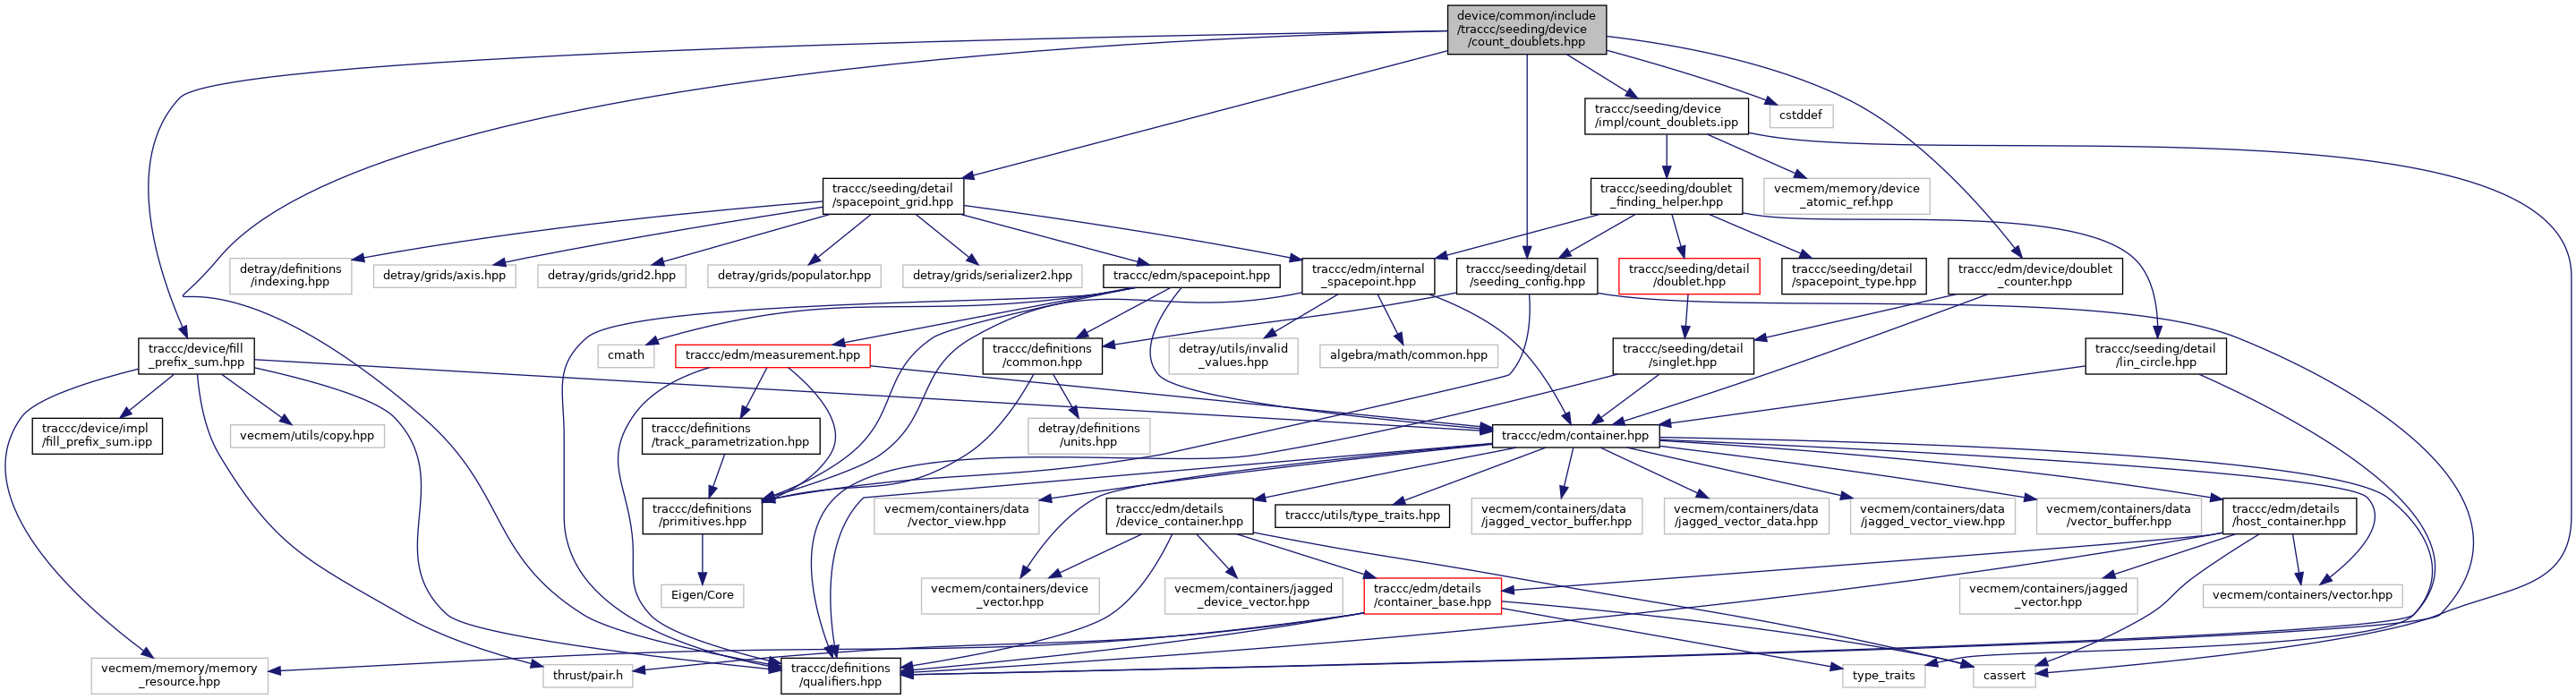 device/common/include
/traccc/seeding/device
/count_doublets.hpp
traccc/seeding/device
/impl/count_doublets.ipp
cstddef
traccc/seeding/detail
/spacepoint_grid.hpp
traccc/seeding/doublet
_finding_helper.hpp
vecmem/memory/device
_atomic_ref.hpp
detray/definitions
/indexing.hpp
detray/grids/axis.hpp
detray/grids/grid2.hpp
detray/grids/populator.hpp
detray/grids/serializer2.hpp
traccc/edm/spacepoint.hpp
traccc/edm/internal
_spacepoint.hpp
traccc/seeding/detail
/seeding_config.hpp
traccc/seeding/detail
/doublet.hpp
traccc/seeding/detail
/spacepoint_type.hpp
traccc/edm/device/doublet
_counter.hpp
traccc/device/fill
_prefix_sum.hpp
cmath
traccc/edm/measurement.hpp
traccc/definitions
/common.hpp
detray/utils/invalid
_values.hpp
algebra/math/common.hpp
traccc/seeding/detail
/singlet.hpp
traccc/seeding/detail
/lin_circle.hpp
traccc/device/impl
/fill_prefix_sum.ipp
vecmem/utils/copy.hpp
traccc/definitions
/track_parametrization.hpp
detray/definitions
/units.hpp
traccc/edm/container.hpp
traccc/definitions
/primitives.hpp
vecmem/containers/data
/vector_view.hpp
traccc/edm/details
/device_container.hpp
traccc/utils/type_traits.hpp
vecmem/containers/data
/jagged_vector_buffer.hpp
vecmem/containers/data
/jagged_vector_data.hpp
vecmem/containers/data
/jagged_vector_view.hpp
vecmem/containers/data
/vector_buffer.hpp
traccc/edm/details
/host_container.hpp
Eigen/Core
vecmem/containers/device
_vector.hpp
vecmem/containers/jagged
_device_vector.hpp
traccc/edm/details
/container_base.hpp
vecmem/containers/jagged
_vector.hpp
vecmem/containers/vector.hpp
vecmem/memory/memory
_resource.hpp
thrust/pair.h
traccc/definitions
/qualifiers.hpp
type_traits
cassert